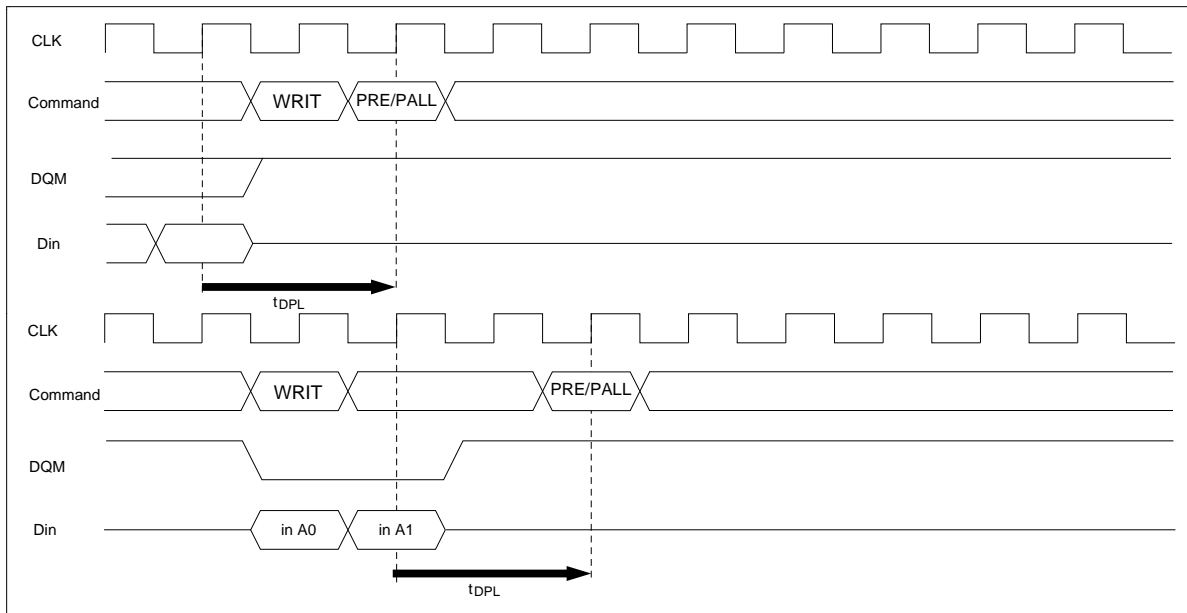 CLK
Command WRIT PRE/PALL
DQM
Din
tDPL
CLK
Command WRIT PRE/PALL
DQM
Din in A0 in A1
tDPL